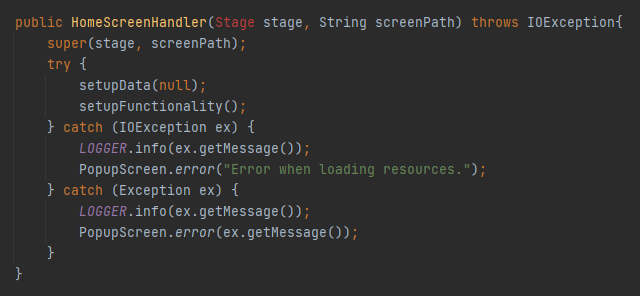 public HomeScreenHandler(Stage stage, String screenPath) throws IOException{
    super(stage, screenPath);
    try {
        setupData(null);
        setupFunctionality();
    } catch (IOException ex) {
        LOGGER.info(ex.getMessage());
        PopupScreen.error("Error when loading resources.");
    } catch (Exception ex) {
        LOGGER.info(ex.getMessage());
        PopupScreen.error(ex.getMessage());
    }
}